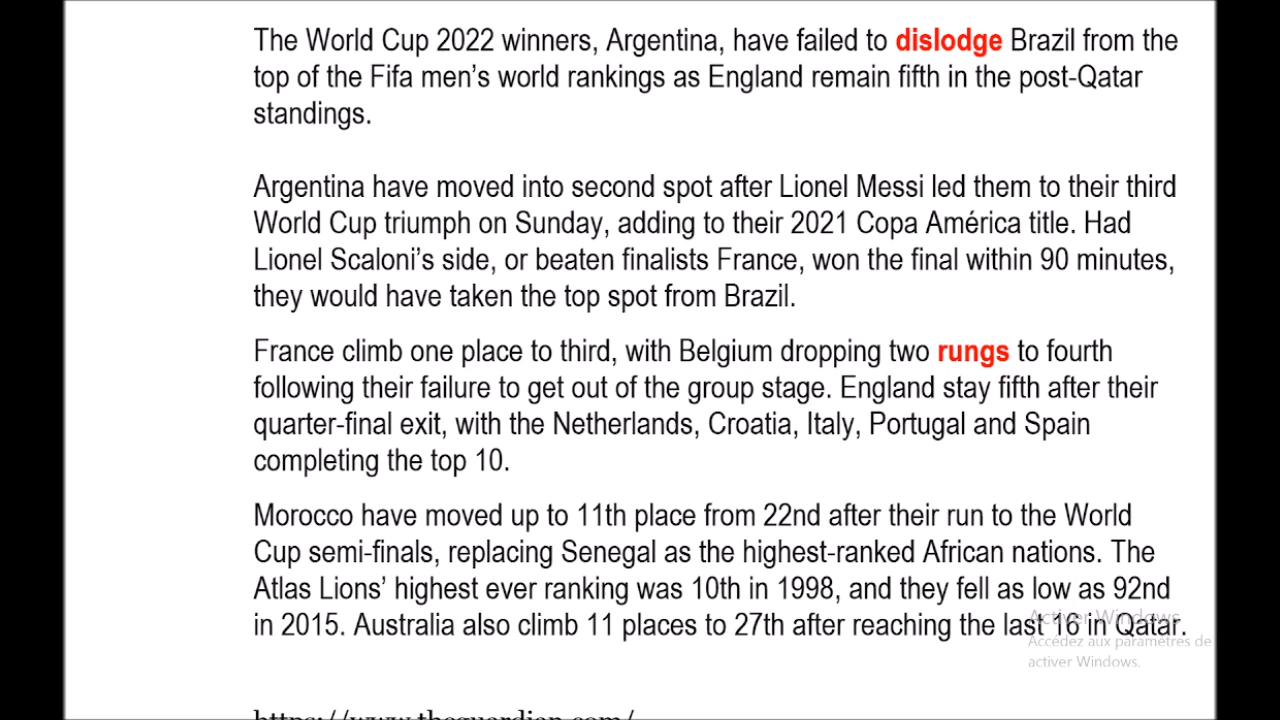 The World Cup 2022 winners, Argentina, have failed to dislodge Brazil from the
top of the Fifa men’s world rankings as England remain fifth in the post-Qatar
standings.
Argentina have moved into second spot after Lionel Messi led them to their third
World Cup triumph on Sunday, adding to their 2021 Copa América title. Had
Lionel Scaloni’s side, or beaten finalists France, won the final within 90 minutes,
they would have taken the top spot from Brazil.
France climb one place to third, with Belgium dropping two rungs to fourth
following their failure to get out of the group stage. England stay fifth after their
quarter-final exit, with the Netherlands, Croatia, Italy, Portugal and Spain
completing the top 10.
Morocco have moved up to 11th place from 22nd after their run to the World
Cup semi-finals, replacing Senegal as the highest-ranked African nations. The
Atlas Lions’ highest ever ranking was 10th in 1998, and they fell as low as 92nd
in 2015. Australia also climb 11 places to 27th after reaching the last 16 in Qatar.
Activer Windows
Accédez aux paramètres de
activer Windows.
https://www.theguardian.com/